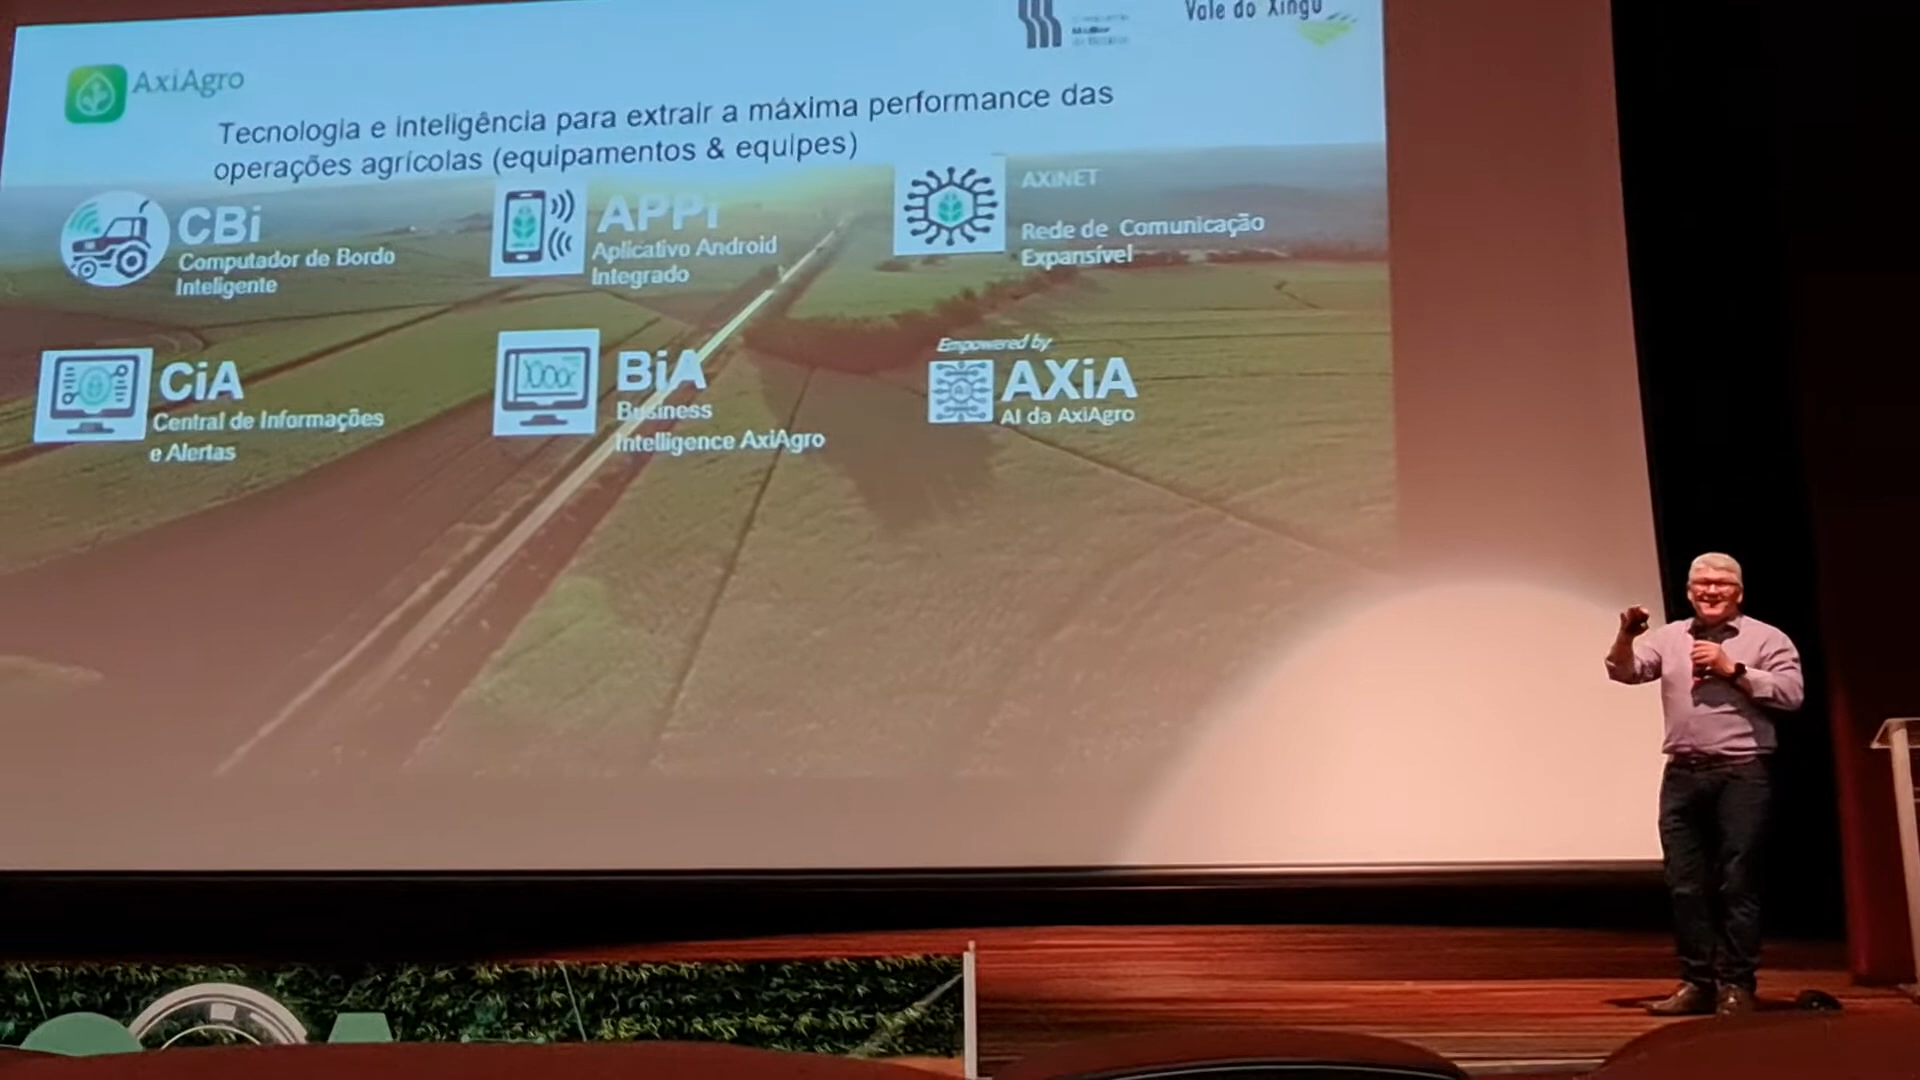 Vale do Xingu
AxiAgro
Tecnologia e inteligência para extrair a máxima performance das
operações agrícolas (equipamentos & equipes)
CBi
Computador de Bordo
Inteligente
APPi
Aplicativo Android
Integrado
AXiNET
Rede de Comunicação
Expansível
CiA
Central de Informações
e Alertas
BiA
Business
Intelligence AxiAgro
Empowered by
AXiA
AI da AxiAgro